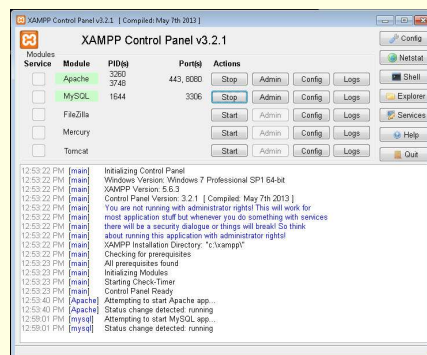 XAMPP Control Panel v3.2.1 [ Compiled: May 7th 2013 ]
XAMPP Control Panel v3.2.1
Config
Modules
Service Module PID(s) Port(s) Actions
Netstat
Apache 3260 3748 443, 8080 Stop Admin Config Logs
Shell
MySQL 1644 3306 Stop Admin Config Logs
Explorer
FileZilla Start Admin Config Logs
Services
Mercury Start Admin Config Logs
Help
Tomcat Start Admin Config Logs
Quit
12:53:22 PM [main] Initializing Control Panel
12:53:22 PM [main] Windows Version: Windows 7 Professional SP1 64-bit
12:53:22 PM [main] XAMPP Version: 5.6.3
12:53:22 PM [main] Control Panel Version: 3.2.1 [ Compiled: May 7th 2013 ]
12:53:22 PM [main] You are not running with administrator rights! This will work for
12:53:22 PM [main] most application stuff but whenever you do something with services
12:53:22 PM [main] there will be a security dialogue or things will break! So think
12:53:22 PM [main] about running this application with administrator rights!
12:53:22 PM [main] XAMPP Installation Directory: "c:\xampp\"
12:53:22 PM [main] Checking for prerequisites
12:53:23 PM [main] All prerequisites found
12:53:23 PM [main] Initializing Modules
12:53:23 PM [main] Starting Check-Timer
12:53:23 PM [main] Control Panel Ready
12:53:40 PM [Apache] Attempting to start Apache app...
12:53:40 PM [Apache] Status change detected: running
12:59:01 PM [mysql] Attempting to start MySQL app...
12:59:01 PM [mysql] Status change detected: running